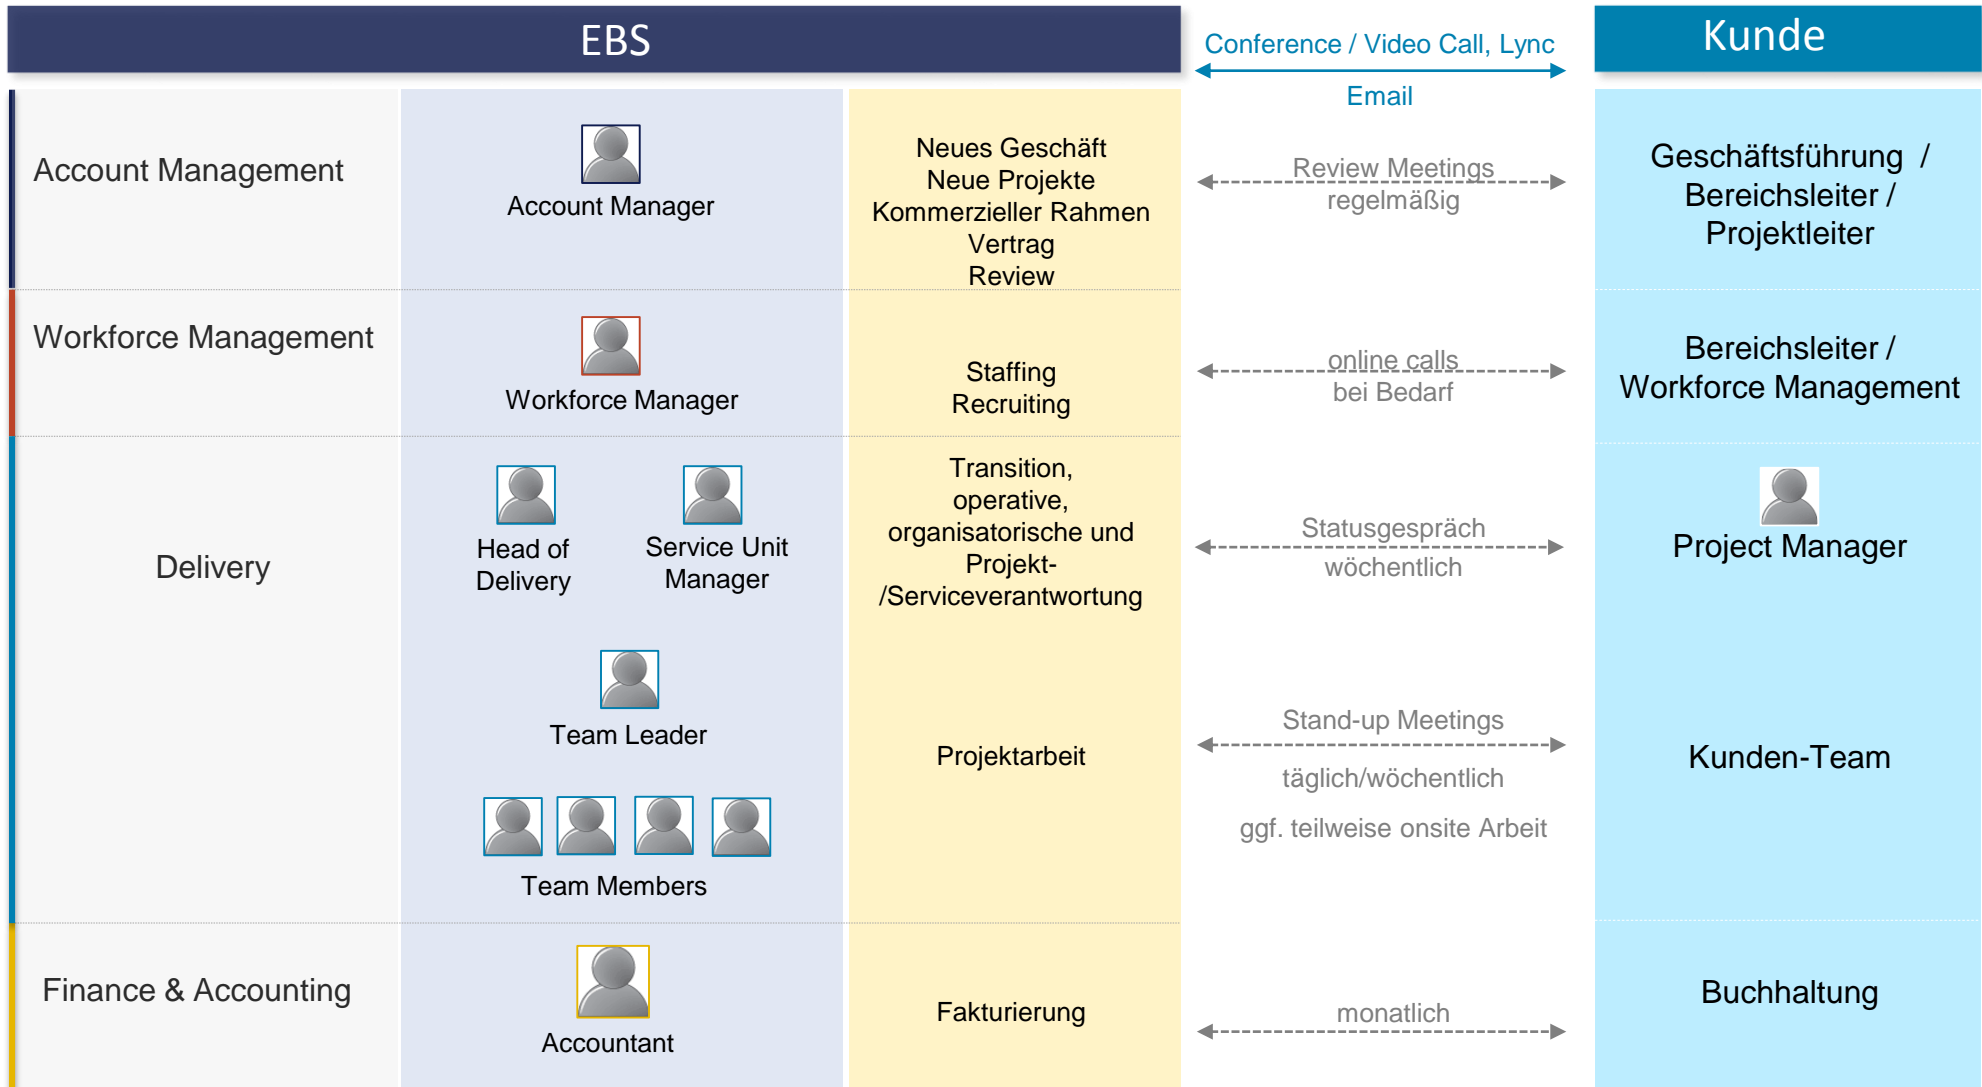 EBS
Conference / Video Call, Lync
Email
Kunde
Account Management
Account Manager
Neues Geschäft
Neue Projekte
Kommerzieller Rahmen
Vertrag
Review
Review Meetings
regelmäßig
Geschäftsführung /
Bereichsleiter /
Projektleiter
Workforce Management
Workforce Manager
Staffing
Recruiting
online calls
bei Bedarf
Bereichsleiter /
Workforce Management
Delivery
Head of
Delivery
Service Unit
Manager
Transition,
operative,
organisatorische und
Projekt-
/Serviceverantwortung
Statusgespräch
wöchentlich
Project Manager
Team Leader
Projektarbeit
Stand-up Meetings
täglich/wöchentlich
ggf. teilweise onsite Arbeit
Kunden-Team
Team Members
Finance & Accounting
Accountant
Fakturierung
monatlich
Buchhaltung